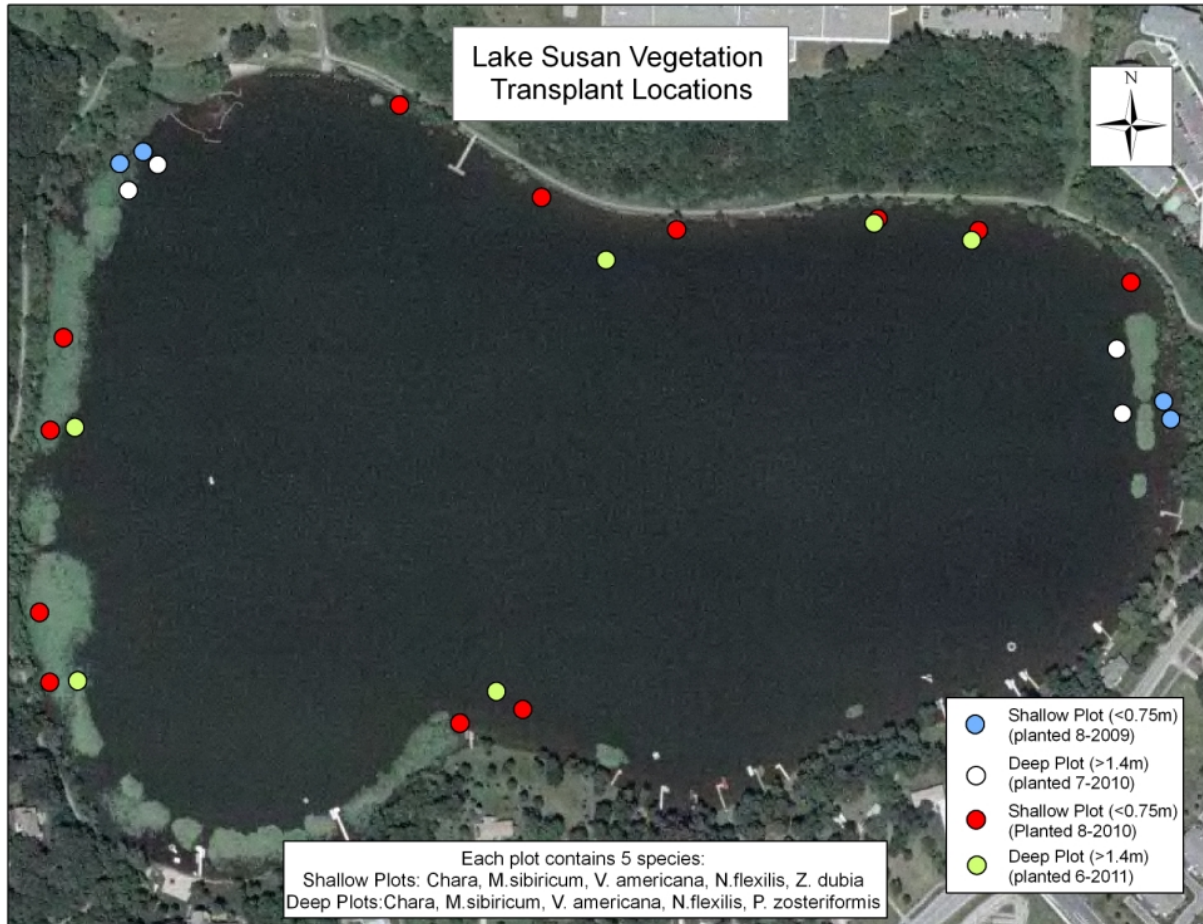 Lake Susan Vegetation
Transplant Locations
N
Shallow Plot (<0.75m)
(planted 8-2009)
Deep Plot (>1.4m)
(planted 7-2010)
Shallow Plot (<0.75m)
(Planted 8-2010)
Deep Plot (>1.4m)
(planted 6-2011)
Each plot contains 5 species:
Shallow Plots: Chara, M.sibiricum, V. americana, N.flexilis, Z. dubia
Deep Plots:Chara, M.sibiricum, V. americana, N.flexilis, P. zosteriformis